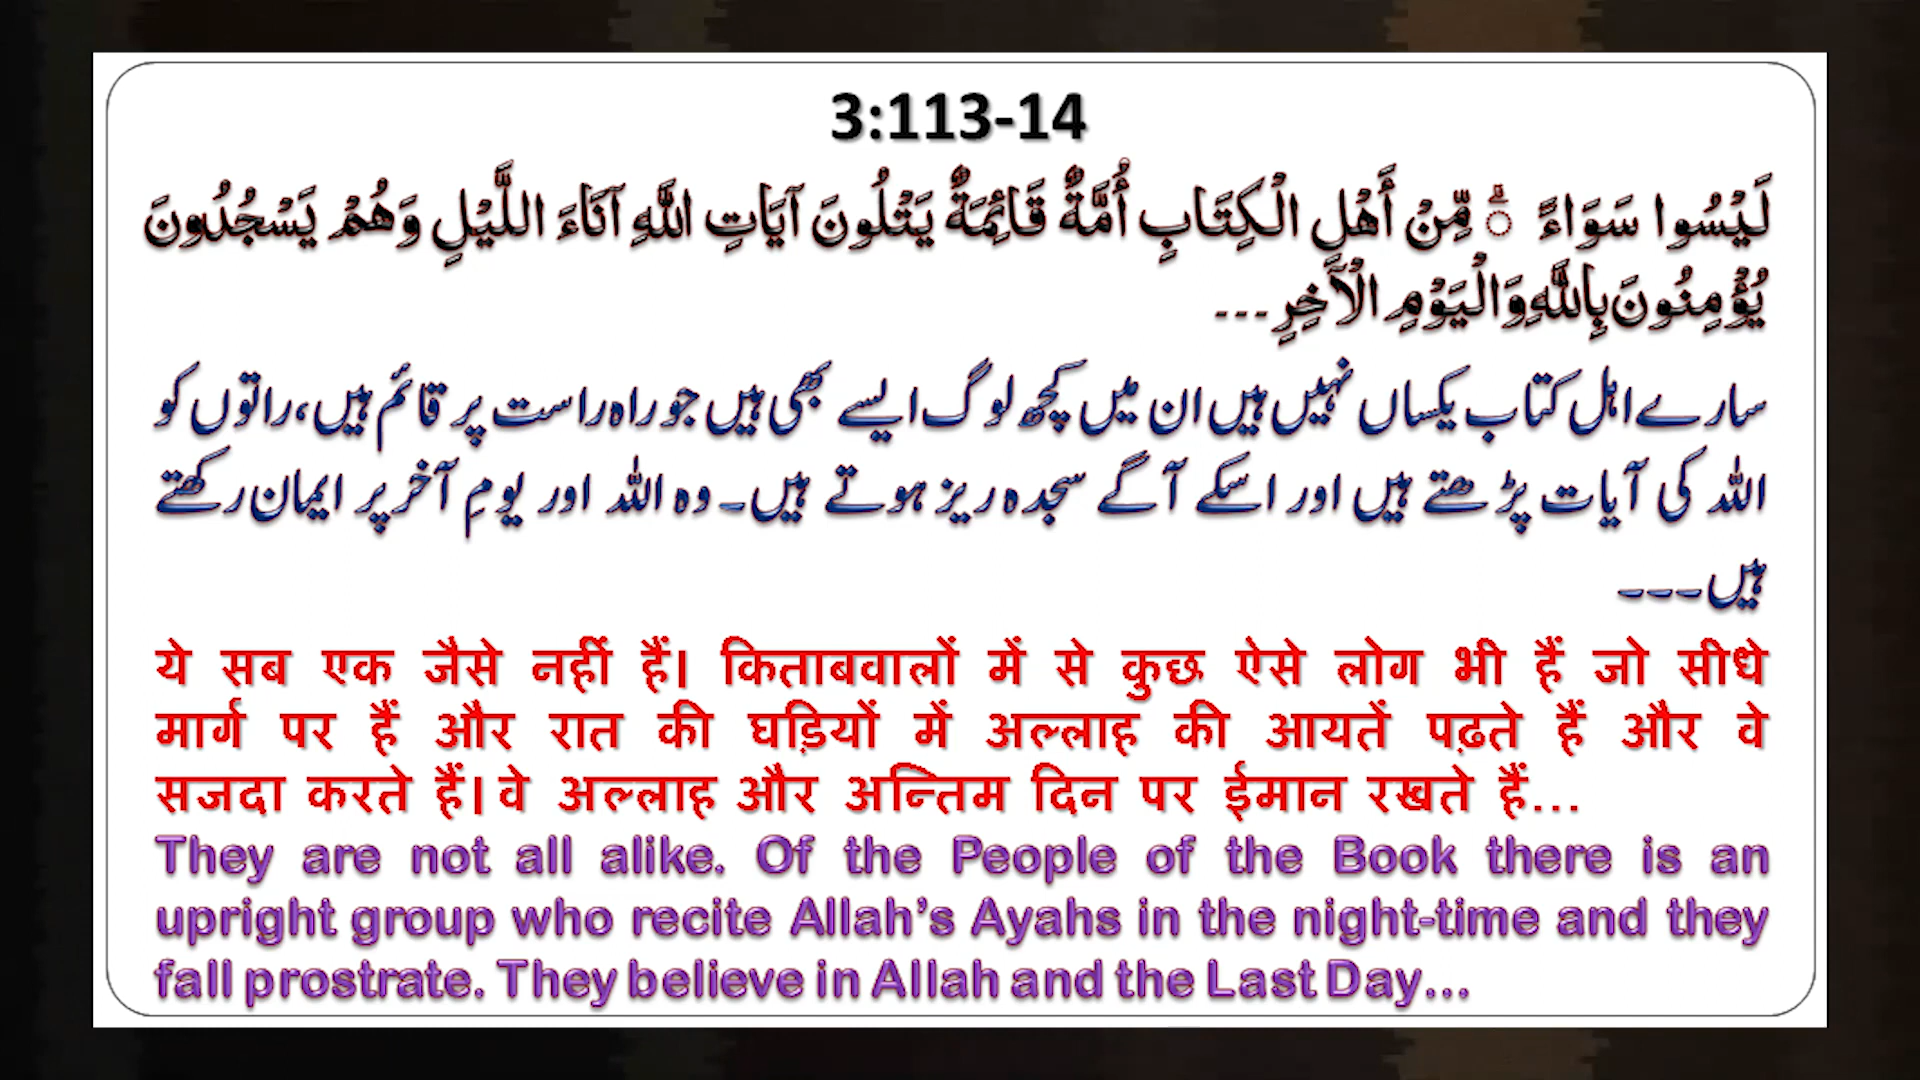 3:113-14
لَيْسُوا سَوَاءً ۗ مِّنْ أَهْلِ الْكِتَابِ أُمَّةٌ قَائِمَةٌ يَتْلُونَ آيَاتِ اللَّهِ آنَاءَ اللَّيْلِ وَهُمْ يَسْجُدُونَ
يُؤْمِنُونَ بِاللَّهِ وَالْيَوْمِ الْآخِرِ۔۔۔
سارے اہل کتاب یکساں نہیں ہیں ان میں کچھ لوگ ایسے بھی ہیں جو راہ راست پر قائم ہیں، راتوں کو
اللہ کی آیات پڑھتے ہیں اور اسکے آگے سجدہ ریز ہوتے ہیں۔ وہ اللہ اور یومِ آخر پر ایمان رکھتے
ہیں۔۔۔
ये सब एक जैसे नहीं हैं। किताबवालों में से कुछ ऐसे लोग भी हैं जो सीधे
मार्ग पर हैं और रात की घड़ियों में अल्लाह की आयतें पढ़ते हैं और वे
सजदा करते हैं। वे अल्लाह और अन्तिम दिन पर ईमान रखते हैं...
They are not all alike. Of the People of the Book there is an
upright group who recite Allah’s Ayahs in the night-time and they
fall prostrate. They believe in Allah and the Last Day...